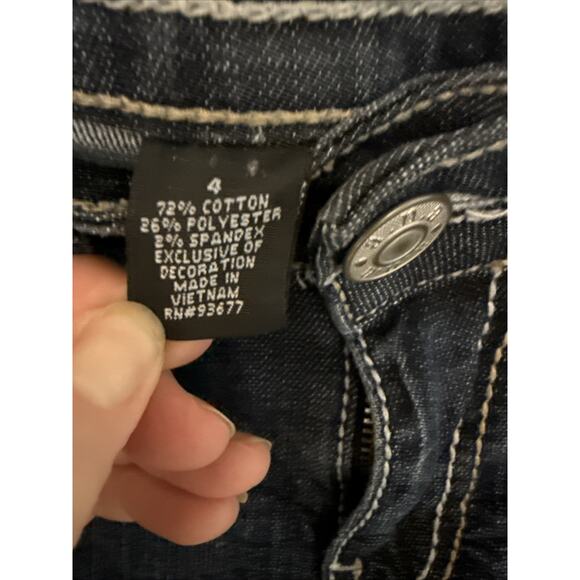 4
72% COTTON
26% POLYESTER
2% SPANDEX
EXCLUSIVE OF
DECORATION
MADE IN
VIETNAM
RN#93677